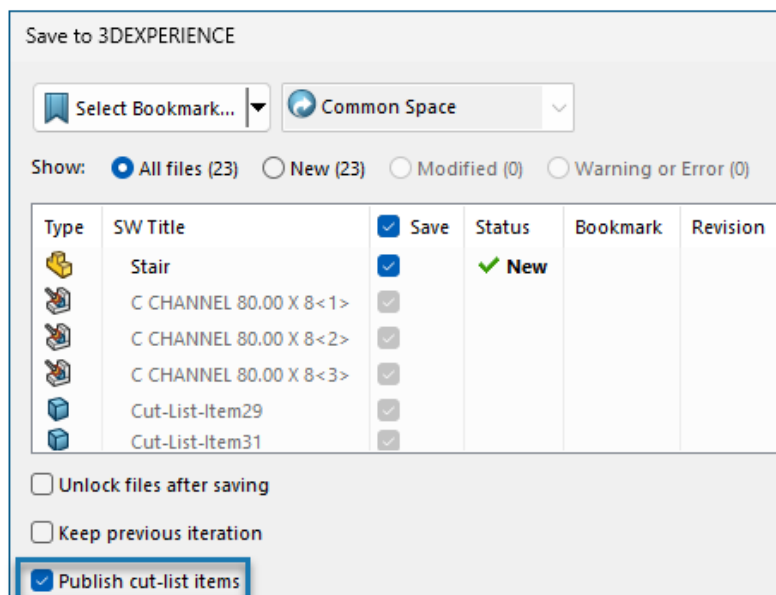 Save to 3DEXPERIENCE
Select Bookmark... Common Space
Show: All files (23) New (23) Modified (0) Warning or Error (0)
Type SW Title Save Status Bookmark Revision
Stair New
C CHANNEL 80.00 X 8<1>
C CHANNEL 80.00 X 8<2>
C CHANNEL 80.00 X 8<3>
Cut-List-Item29
Cut-List-Item31
Unlock files after saving
Keep previous iteration
Publish cut-list items